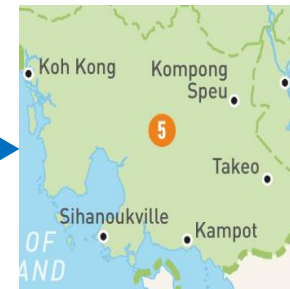 Koh Kong
Kompong
Speu
5
Takeo
Sihanoukville
Kampot
OF
AND